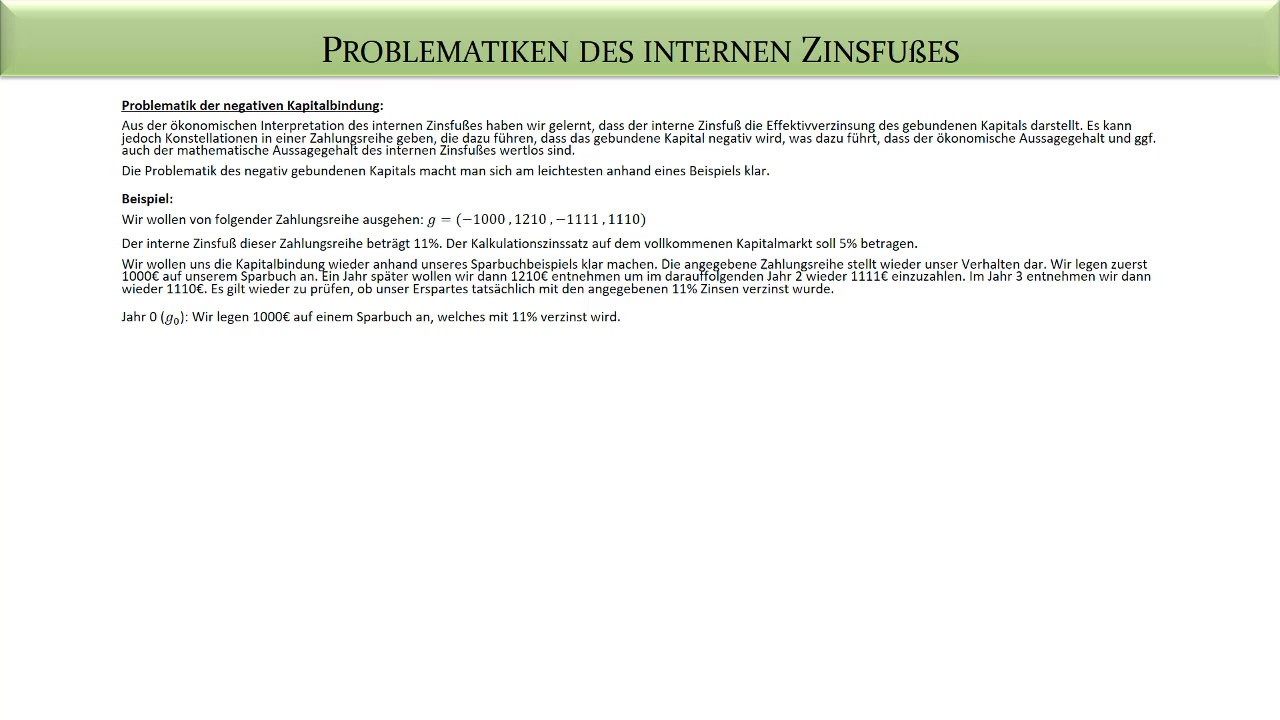 PROBLEMATIKEN DES INTERNEN ZINSFUßES
Problematik der negativen Kapitalbindung:
Aus der ökonomischen Interpretation des internen Zinsfußes haben wir gelernt, dass der interne Zinsfuß die Effektivverzinsung des gebundenen Kapitals darstellt. Es kann
jedoch Konstellationen in einer Zahlungsreihe geben, die dazu führen, dass das gebundene Kapital negativ wird, was dazu führt, dass der ökonomische Aussagegehalt und ggf.
auch der mathematische Aussagegehalt des internen Zinsfußes wertlos sind.
Die Problematik des negativ gebundenen Kapitals macht man sich am leichtesten anhand eines Beispiels klar.
Beispiel:
Wir wollen von folgender Zahlungsreihe ausgehen: g = (−1000 , 1210 , −1111 , 1110)
Der interne Zinsfuß dieser Zahlungsreihe beträgt 11%. Der Kalkulationszinssatz auf dem vollkommenen Kapitalmarkt soll 5% betragen.
Wir wollen uns die Kapitalbindung wieder anhand unseres Sparbuchbeispiels klar machen. Die angegebene Zahlungsreihe stellt wieder unser Verhalten dar. Wir legen zuerst
1000€ auf unserem Sparbuch an. Ein Jahr später wollen wir dann 1210€ entnehmen um im darauffolgenden Jahr 2 wieder 1111€ einzuzahlen. Im Jahr 3 entnehmen wir dann
wieder 1110€. Es gilt wieder zu prüfen, ob unser Erspartes tatsächlich mit den angegebenen 11% Zinsen verzinst wurde.
Jahr 0 (g₀): Wir legen 1000€ auf einem Sparbuch an, welches mit 11% verzinst wird.